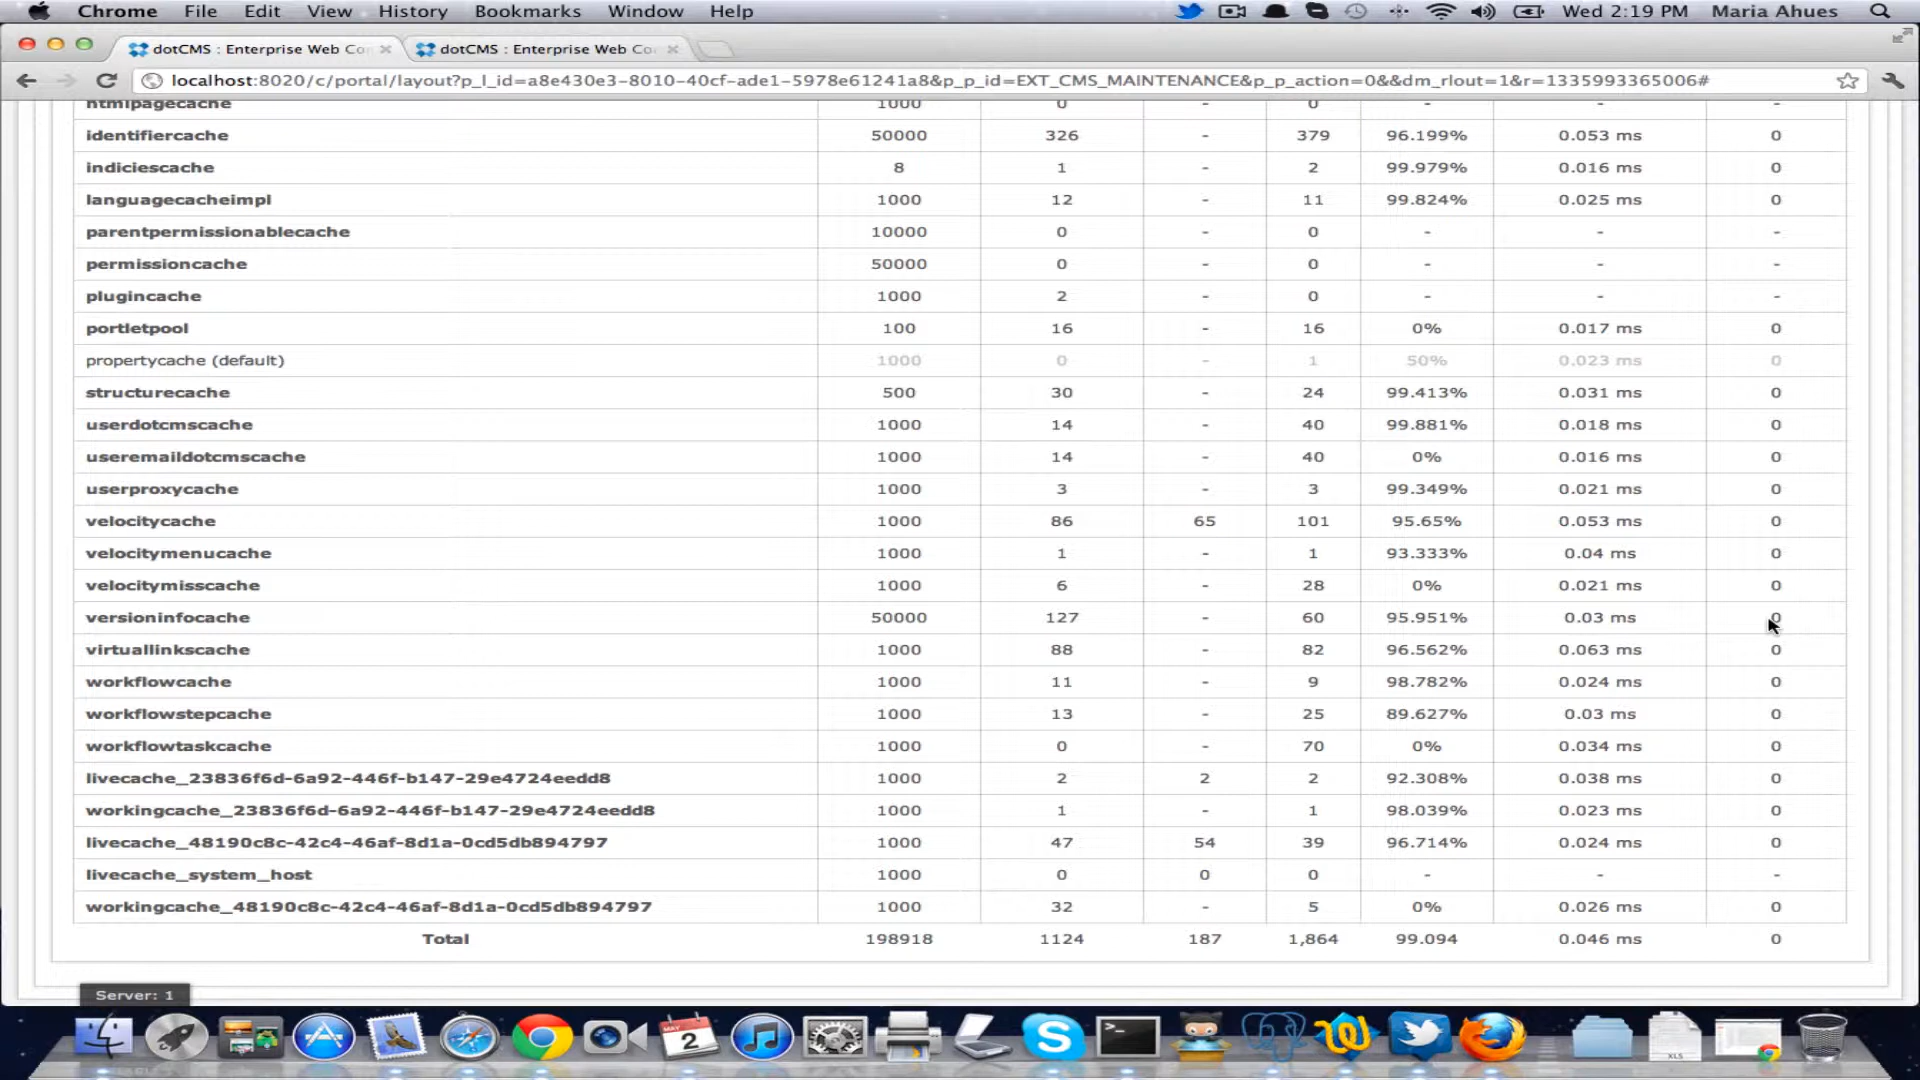 Chrome File Edit View History Bookmarks Window Help Wed 2:19 PM Maria Ahues
dotCMS : Enterprise Web Co dotCMS : Enterprise Web Co
localhost:8020/c/portal/layout?p_l_id=a8e430e3-8010-40cf-ade1-5978e61241a8&p_p_id=EXT_CMS_MAINTENANCE&p_p_action=0&&dm_rlout=1&r=1335993365006#
htmlpagecache 1000 0 - 0 - - -
identifiercache 50000 326 - 379 96.199% 0.053 ms 0
indiciescache 8 1 - 2 99.979% 0.016 ms 0
languagecacheimpl 1000 12 - 11 99.824% 0.025 ms 0
parentpermissionablecache 10000 0 - 0 - - -
permissioncache 50000 0 - 0 - - -
plugincache 1000 2 - 0 - - -
portletpool 100 16 - 16 0% 0.017 ms 0
propertycache (default) 1000 0 - 1 50% 0.023 ms 0
structurecache 500 30 - 24 99.413% 0.031 ms 0
userdotcmscache 1000 14 - 40 99.881% 0.018 ms 0
useremaildotcmscache 1000 14 - 40 0% 0.016 ms 0
userproxycache 1000 3 - 3 99.349% 0.021 ms 0
velocitycache 1000 86 65 101 95.65% 0.053 ms 0
velocitymenucache 1000 1 - 1 93.333% 0.04 ms 0
velocitymisscache 1000 6 - 28 0% 0.021 ms 0
versioninfocache 50000 127 - 60 95.951% 0.03 ms 0
virtuallinkscache 1000 88 - 82 96.562% 0.063 ms 0
workflowcache 1000 11 - 9 98.782% 0.024 ms 0
workflowstepcache 1000 13 - 25 89.627% 0.03 ms 0
workflowtaskcache 1000 0 - 70 0% 0.034 ms 0
livecache_23836f6d-6a92-446f-b147-29e4724eedd8 1000 2 2 2 92.308% 0.038 ms 0
workingcache_23836f6d-6a92-446f-b147-29e4724eedd8 1000 1 - 1 98.039% 0.023 ms 0
livecache_48190c8c-42c4-46af-8d1a-0cd5db894797 1000 47 54 39 96.714% 0.024 ms 0
livecache_system_host 1000 0 0 0 - - -
workingcache_48190c8c-42c4-46af-8d1a-0cd5db894797 1000 32 - 5 0% 0.026 ms 0
Total 198918 1124 187 1,864 99.094 0.046 ms 0
Server: 1
MAY
2
XLS